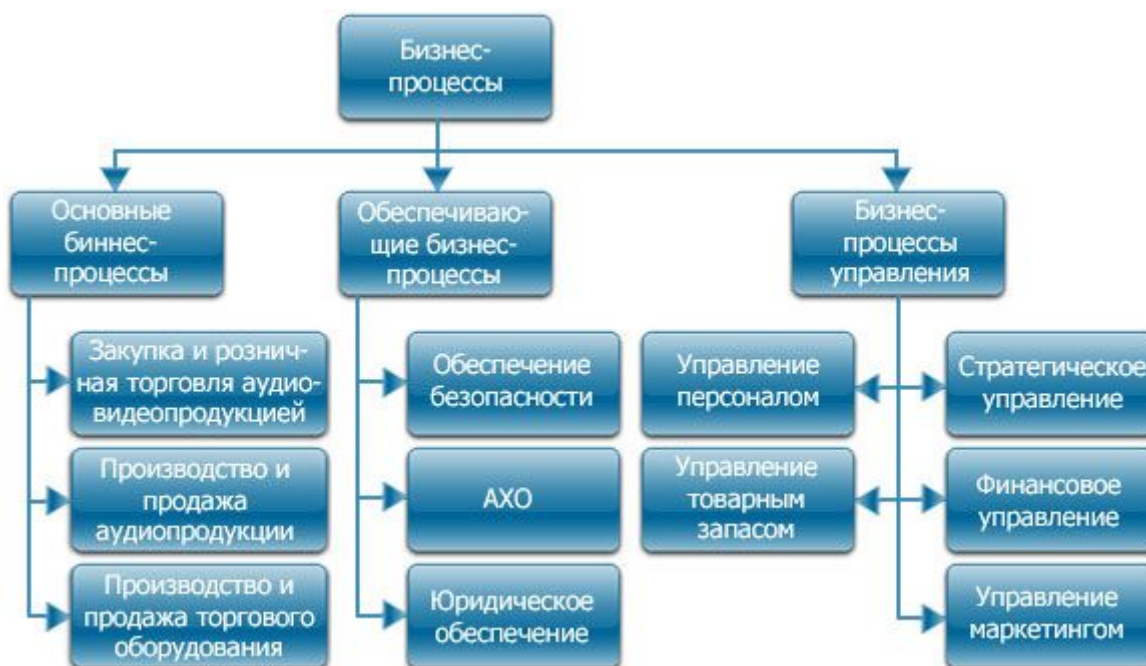 Бизнес-
процессы
Основные
биннес-
процессы
Обеспечиваю-
щие бизнес-
процессы
Бизнес-
процессы
управления
Закупка и рознич-
ная торговля аудио-
видеопродукцией
Производство и
продажа
аудиопродукции
Производство и
продажа торгового
оборудования
Обеспечение
безопасности
АХО
Юридическое
обеспечение
Управление
персоналом
Управление
товарным
запасом
Стратегическое
управление
Финансовое
управление
Управление
маркетингом